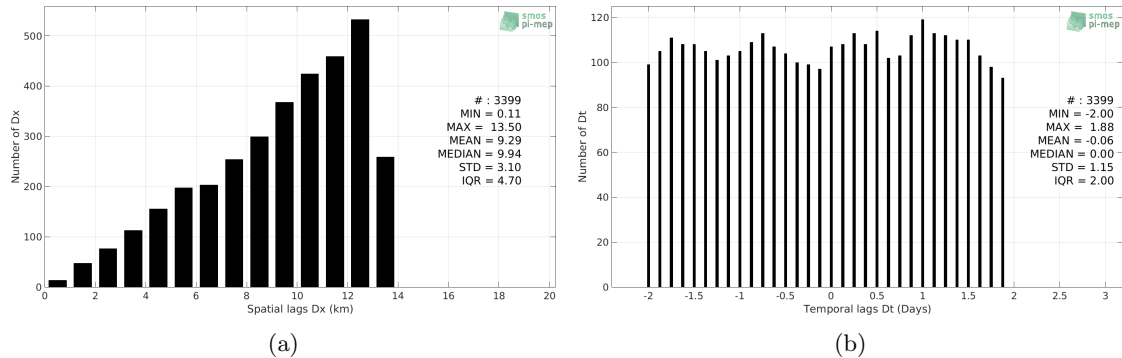 smos
pi-mep
500
400
300
200
100
0
Number of Dx
# : 3399
MIN = 0.11
MAX = 13.50
MEAN = 9.29
MEDIAN = 9.94
STD = 3.10
IQR = 4.70
0 2 4 6 8 10 12 14 16 18 20
Spatial lags Dx (km)
(a)
smos
pi-mep
120
100
80
60
40
20
0
Number of Dt
# : 3399
MIN = -2.00
MAX = 1.88
MEAN = -0.06
MEDIAN = 0.00
STD = 1.15
IQR = 2.00
-2 -1.5 -1 -0.5 0 0.5 1 1.5 2 2.5 3
Temporal lags Dt (Days)
(b)